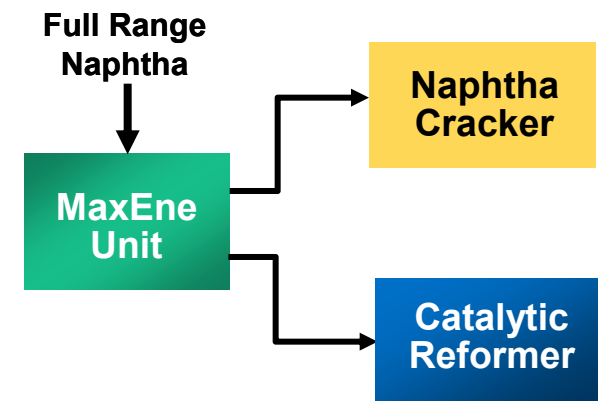 Full Range
Naphtha
MaxEne
Unit
Naphtha
Cracker
Catalytic
Reformer